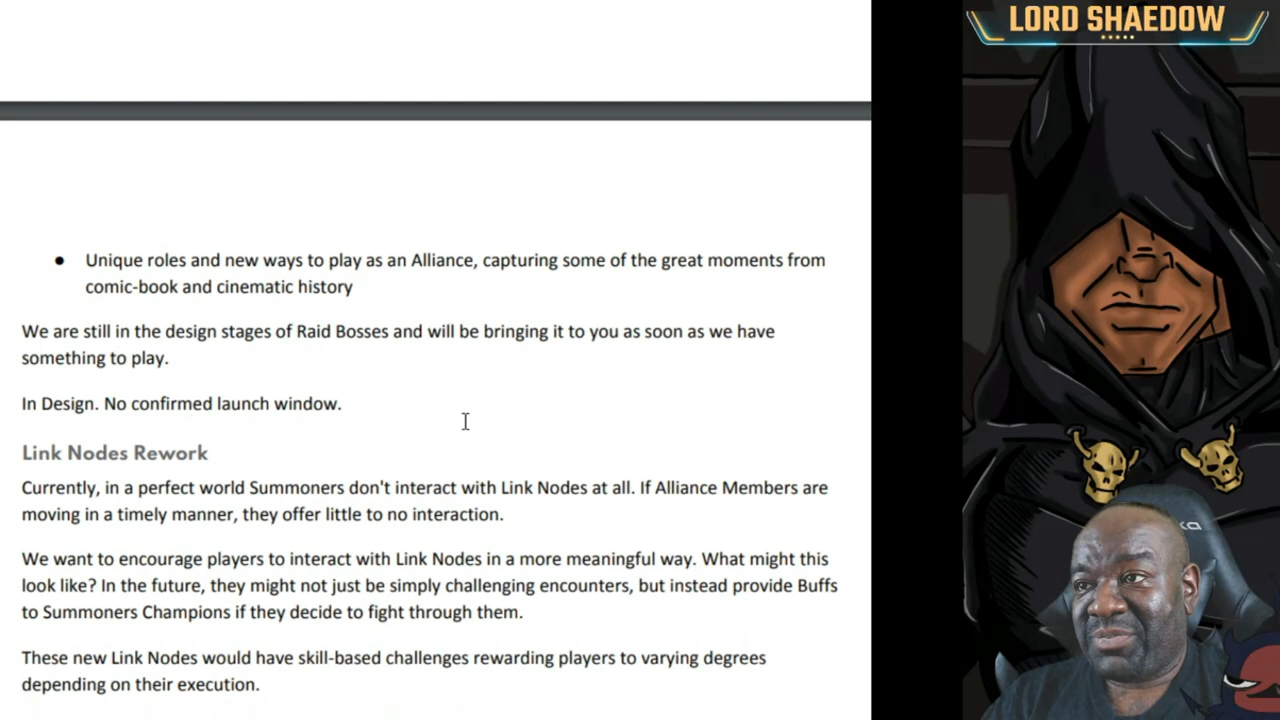 LORD SHAEDOW
● Unique roles and new ways to play as an Alliance, capturing some of the great moments from
comic-book and cinematic history
We are still in the design stages of Raid Bosses and will be bringing it to you as soon as we have
something to play.
In Design. No confirmed launch window.
Link Nodes Rework
Currently, in a perfect world Summoners don't interact with Link Nodes at all. If Alliance Members are
moving in a timely manner, they offer little to no interaction.
We want to encourage players to interact with Link Nodes in a more meaningful way. What might this
look like? In the future, they might not just be simply challenging encounters, but instead provide Buffs
to Summoners Champions if they decide to fight through them.
These new Link Nodes would have skill-based challenges rewarding players to varying degrees
depending on their execution.